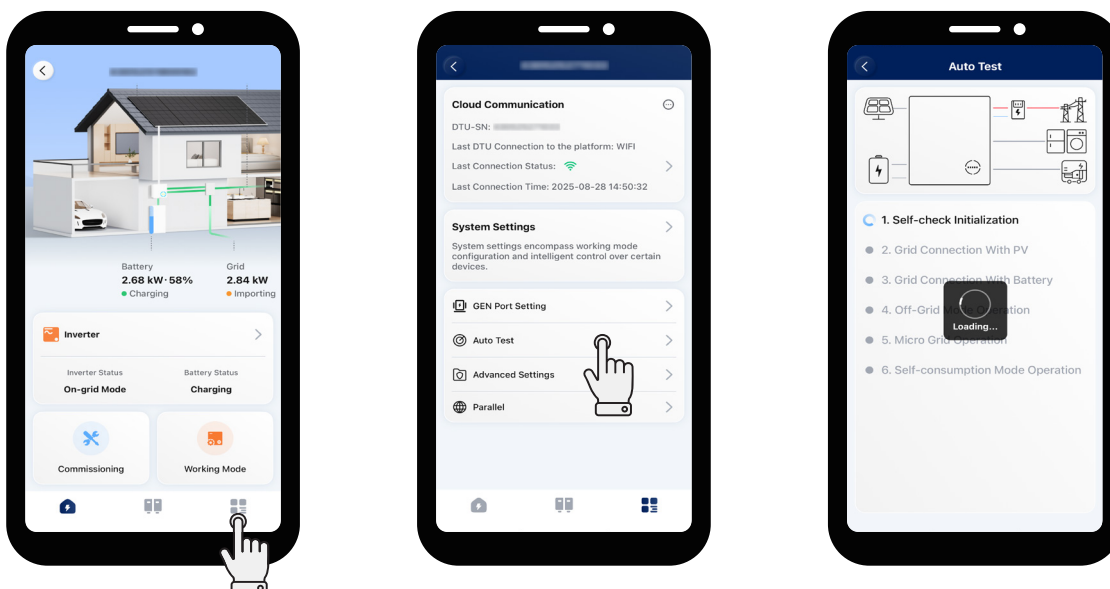 Battery
2.68 kW·58%
Charging
Grid
2.84 kW
Importing
Inverter
Inverter Status
On-grid Mode
Battery Status
Charging
Commissioning
Working Mode
Cloud Communication
DTU-SN:
Last DTU Connection to the platform: WIFI
Last Connection Status:
Last Connection Time: 2025-08-28 14:50:32
System Settings
System settings encompass working mode
configuration and intelligent control over certain
devices.
GEN Port Setting
Auto Test
Advanced Settings
Parallel
Auto Test
1. Self-check Initialization
2. Grid Connection With PV
3. Grid Connection With Battery
4. Off-Grid Mode Operation
Loading...
5. Micro Grid Operation
6. Self-consumption Mode Operation